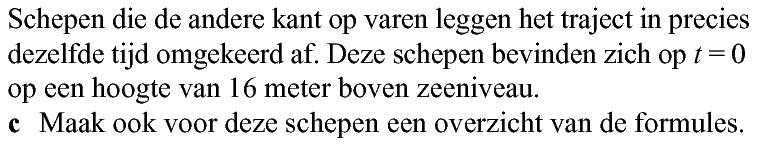 Schepen die de andere kant op varen leggen het traject in precies
dezelfde tijd omgekeerd af. Deze schepen bevinden zich op t = 0
op een hoogte van 16 meter boven zeeniveau.
c Maak ook voor deze schepen een overzicht van de formules.